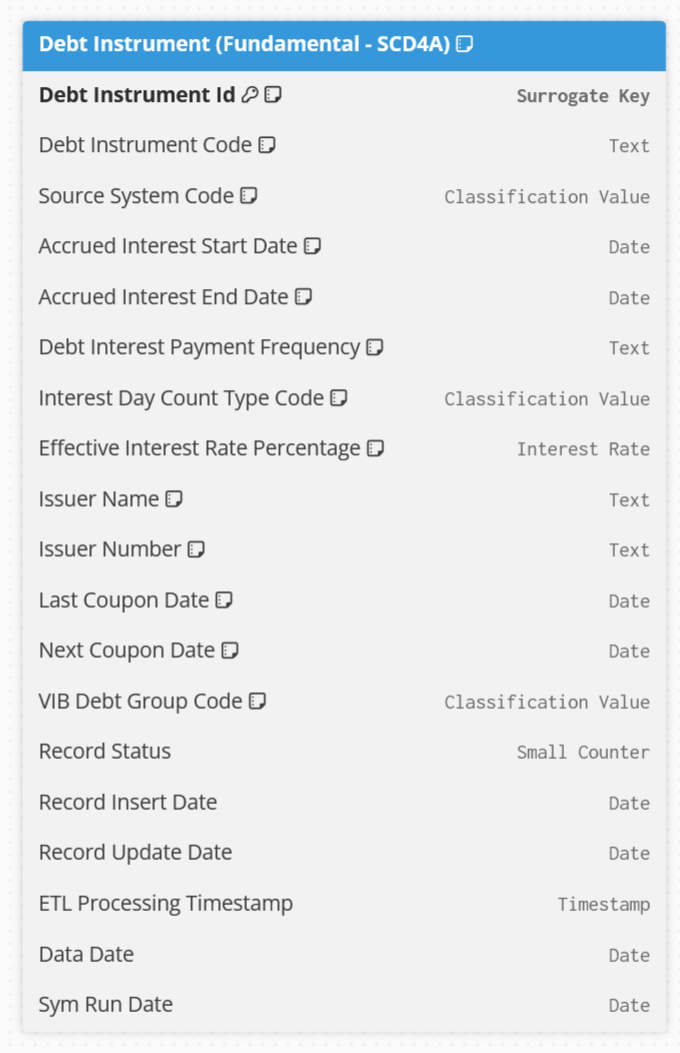 Debt Instrument (Fundamental - SCD4A)
Debt Instrument Id Surrogate Key
Debt Instrument Code Text
Source System Code Classification Value
Accrued Interest Start Date Date
Accrued Interest End Date Date
Debt Interest Payment Frequency Text
Interest Day Count Type Code Classification Value
Effective Interest Rate Percentage Interest Rate
Issuer Name Text
Issuer Number Text
Last Coupon Date Date
Next Coupon Date Date
VIB Debt Group Code Classification Value
Record Status Small Counter
Record Insert Date Date
Record Update Date Date
ETL Processing Timestamp Timestamp
Data Date Date
Sym Run Date Date